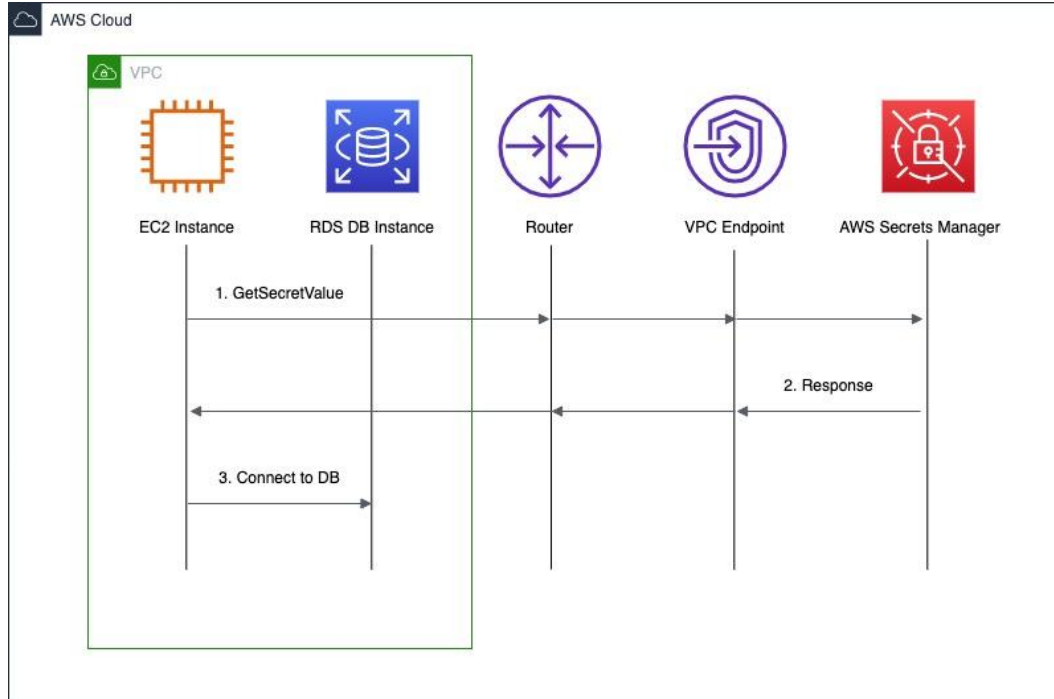 AWS Cloud
VPC
EC2 Instance
RDS DB Instance
Router
VPC Endpoint
AWS Secrets Manager
1. GetSecretValue
2. Response
3. Connect to DB